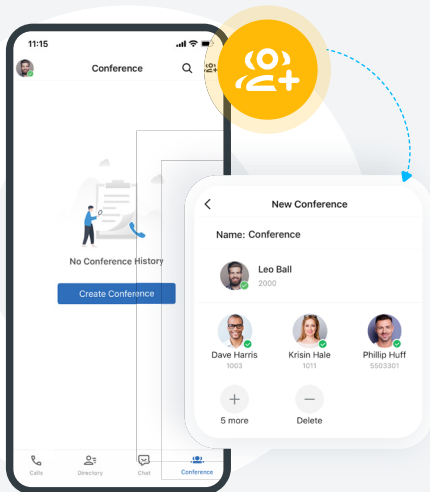 11:15
Conference
No Conference History
Create Conference
Calls
Directory
Chat
Conference
New Conference
Name: Conference
Leo Ball
2000
Dave Harris
1003
Krisin Hale
1011
Phillip Huff
5503301
5 more
Delete